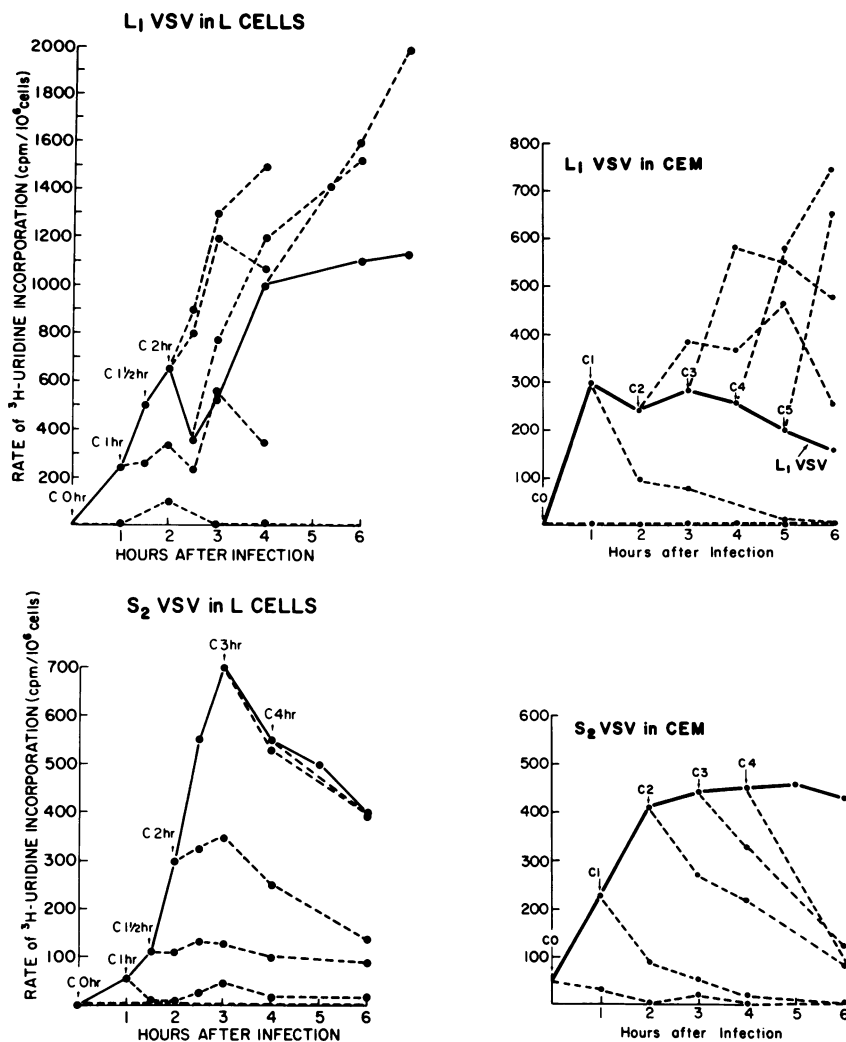 L₁ VSV in L CELLS
RATE of ³H-URIDINE INCORPORATION (cpm/10⁶cells)
2000
1800
1600
1400
1200
1000
800
600
400
200
C 0hr
C 1hr
C 1½hr
C 2hr
1 2 3 4 5 6
HOURS AFTER INFECTION
L₁ VSV in CEM
800
700
600
500
400
300
200
100
C0
C1
C2
C3
C4
C5
L₁ VSV
1 2 3 4 5 6
Hours after Infection
S₂ VSV in L CELLS
RATE of ³H-URIDINE INCORPORATION (cpm/10⁶cells)
700
600
500
400
300
200
100
C 0hr
C 1hr
C 1½hr
C 2hr
C 3hr
C 4hr
1 2 3 4 5 6
HOURS AFTER INFECTION
S₂ VSV in CEM
600
500
400
300
200
100
C0
C1
C2
C3
C4
1 2 3 4 5 6
Hours after Infection